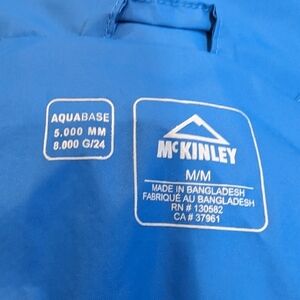 AQUABASE
5.000 MM
8.000 G/24
McKINLEY
M/M
MADE IN BANGLADESH
FABRIQUÉ AU BANGLADESH
RN # 130582
CA # 37961